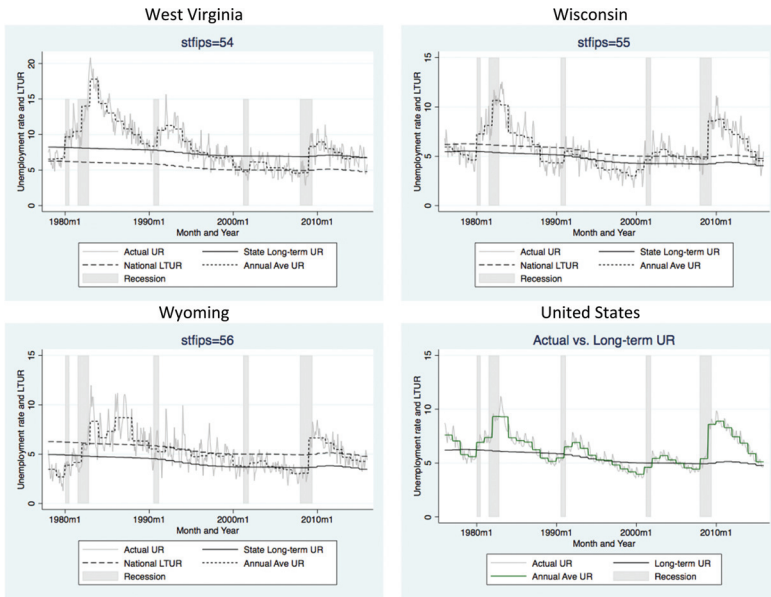 West Virginia
stfips=54
Unemployment rate and LTUR
20
15
10
5
0
1980m1 1990m1 2000m1 2010m1
Month and Year
Actual UR State Long-term UR
National LTUR Annual Ave UR
Recession
Wisconsin
stfips=55
Unemployment rate and LTUR
15
10
5
0
1980m1 1990m1 2000m1 2010m1
Month and Year
Actual UR State Long-term UR
National LTUR Annual Ave UR
Recession
Wyoming
stfips=56
Unemployment rate and LTUR
15
10
5
0
1980m1 1990m1 2000m1 2010m1
Month and Year
Actual UR State Long-term UR
National LTUR Annual Ave UR
Recession
United States
Actual vs. Long-term UR
Unemployment rate and LTUR
15
10
5
0
1980m1 1990m1 2000m1 2010m1
Month and Year
Actual UR Long-term UR
Annual Ave UR Recession